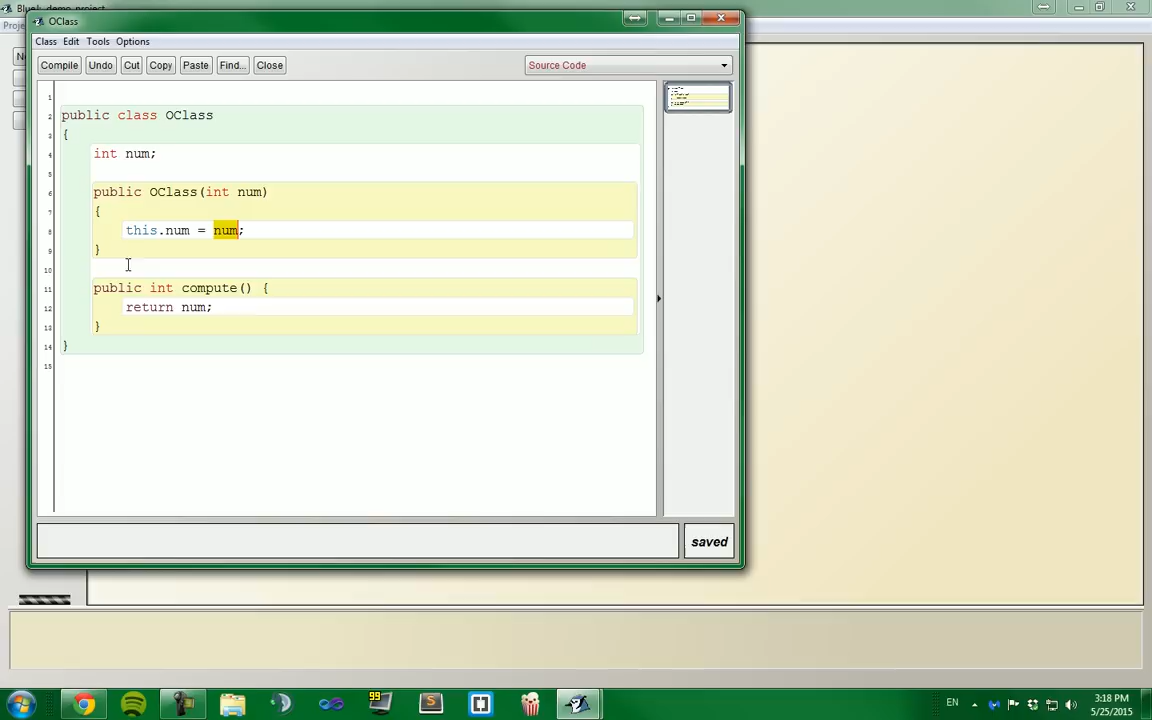 BlueJ: demo project
OClass
Proje
Class Edit Tools Options
Compile Undo Cut Copy Paste Find... Close Source Code
1
2 public class OClass
3 {
4 int num;
5
6 public OClass(int num)
7 {
8 this.num = num;
9 }
10
11 public int compute() {
12 return num;
13 }
14 }
15
saved
99
S
EN
3:18 PM
5/25/2015